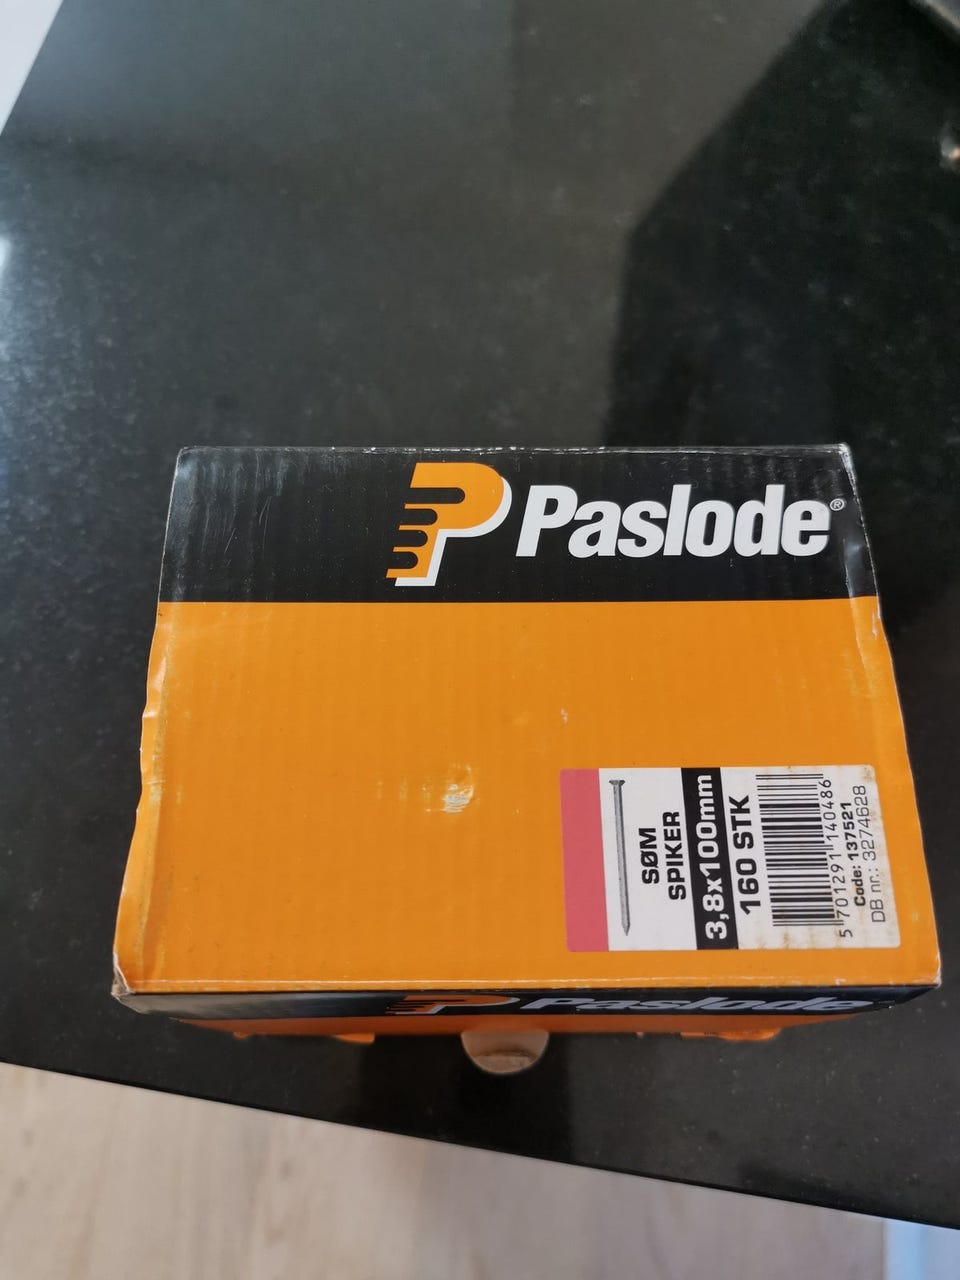 Paslode®
SØM
SPIKER
3,8x100mm
160 STK
5 701291 140486
Code: 137521
DB nr.: 3274628
Paslode